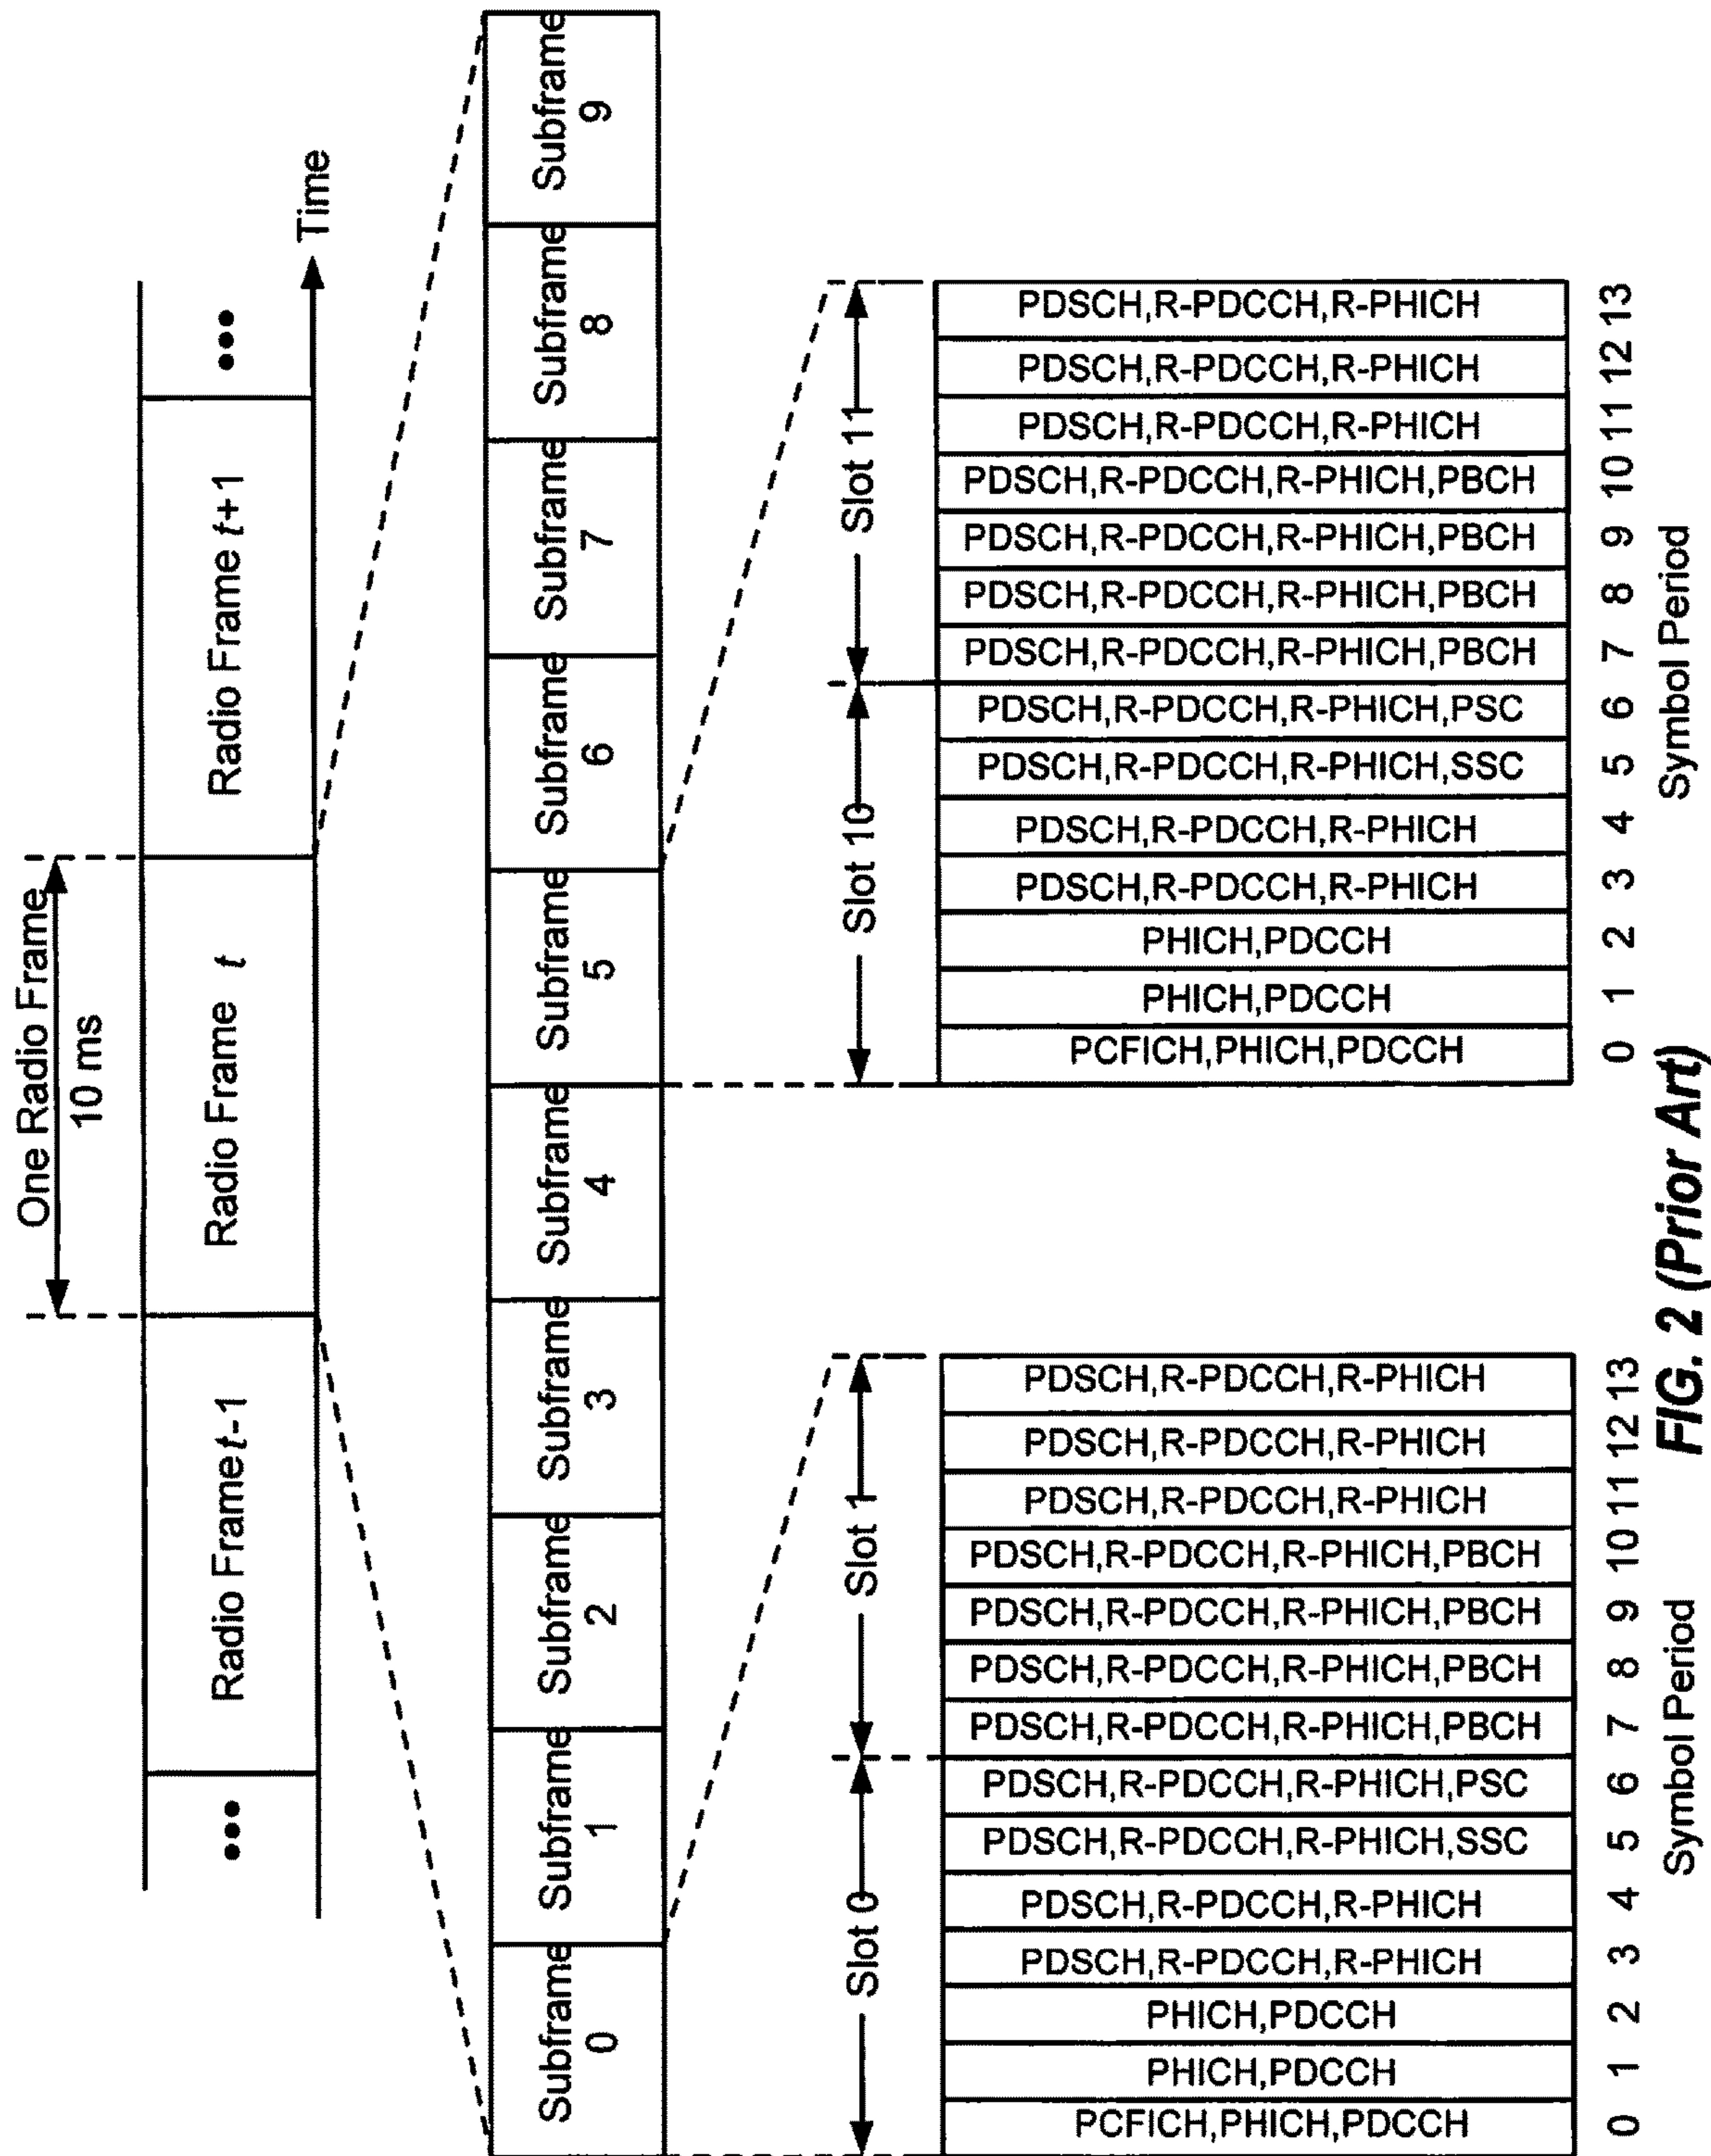 One Radio Frame
10 ms
•••
Radio Frame t-1
Radio Frame t
Radio Frame t+1
•••
Time
Subframe
0
Subframe
1
Subframe
2
Subframe
3
Subframe
4
Subframe
5
Subframe
6
Subframe
7
Subframe
8
Subframe
9
Slot 0
Slot 1
PCFICH,PHICH,PDCCH
PHICH,PDCCH
PHICH,PDCCH
PDSCH,R-PDCCH,R-PHICH
PDSCH,R-PDCCH,R-PHICH
PDSCH,R-PDCCH,R-PHICH,SSC
PDSCH,R-PDCCH,R-PHICH,PSC
PDSCH,R-PDCCH,R-PHICH,PBCH
PDSCH,R-PDCCH,R-PHICH,PBCH
PDSCH,R-PDCCH,R-PHICH,PBCH
PDSCH,R-PDCCH,R-PHICH,PBCH
PDSCH,R-PDCCH,R-PHICH
PDSCH,R-PDCCH,R-PHICH
PDSCH,R-PDCCH,R-PHICH
0 1 2 3 4 5 6 7 8 9 10 11 12 13
Symbol Period
Slot 10
Slot 11
PCFICH,PHICH,PDCCH
PHICH,PDCCH
PHICH,PDCCH
PDSCH,R-PDCCH,R-PHICH
PDSCH,R-PDCCH,R-PHICH
PDSCH,R-PDCCH,R-PHICH,SSC
PDSCH,R-PDCCH,R-PHICH,PSC
PDSCH,R-PDCCH,R-PHICH,PBCH
PDSCH,R-PDCCH,R-PHICH,PBCH
PDSCH,R-PDCCH,R-PHICH,PBCH
PDSCH,R-PDCCH,R-PHICH,PBCH
PDSCH,R-PDCCH,R-PHICH
PDSCH,R-PDCCH,R-PHICH
PDSCH,R-PDCCH,R-PHICH
0 1 2 3 4 5 6 7 8 9 10 11 12 13
Symbol Period
FIG. 2 (Prior Art)